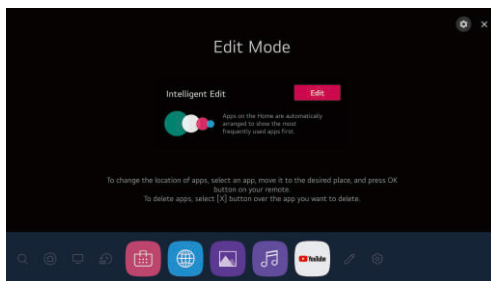 Edit Mode
Intelligent Edit
Edit
Apps on the Home are automatically
arranged to show the most
frequently used apps first.
To change the location of apps, select an app, move it to the desired place, and press OK
button on your remote.
To delete apps, select [X] button over the app you want to delete.
YouTube